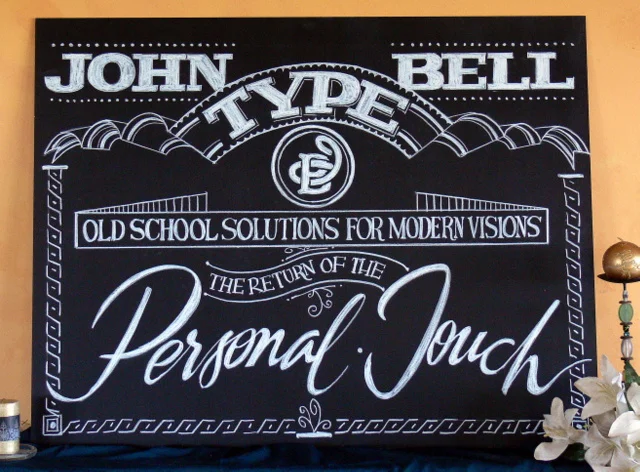 JOHN BELL
TYPE
OLD SCHOOL SOLUTIONS FOR MODERN VISIONS
THE RETURN OF THE
Personal · Touch